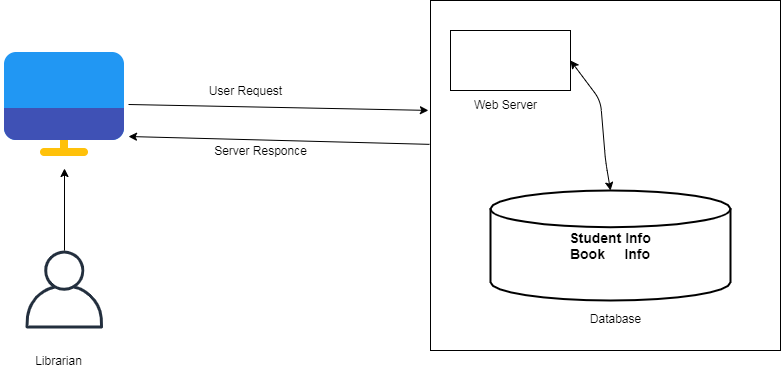 User Request
Web Server
Server Responce
Student Info
Book Info
Database
Librarian